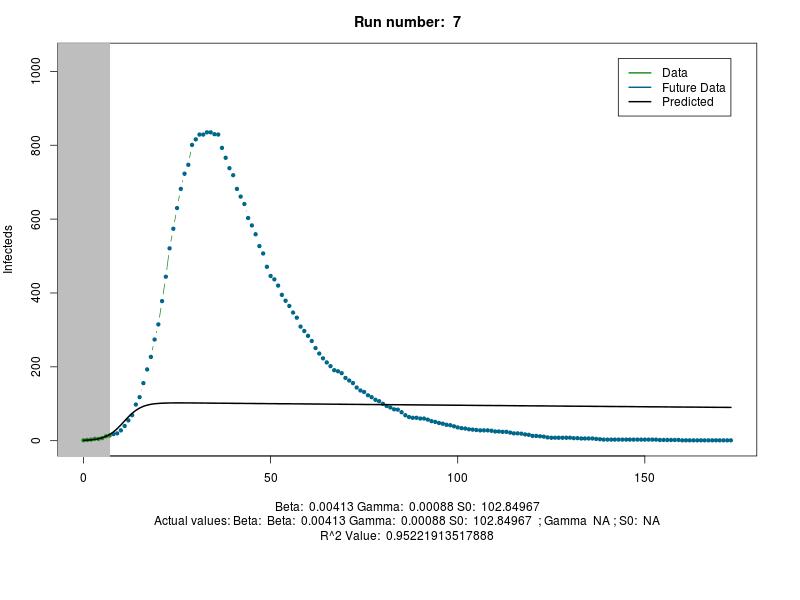 Run number: 7
Data
Future Data
Predicted
Infecteds
1000
800
600
400
200
0
0 50 100 150
Beta: 0.00413 Gamma: 0.00088 S0: 102.84967
Actual values: Beta: Beta: 0.00413 Gamma: 0.00088 S0: 102.84967 ; Gamma NA ; S0: NA
R^2 Value: 0.95221913517888